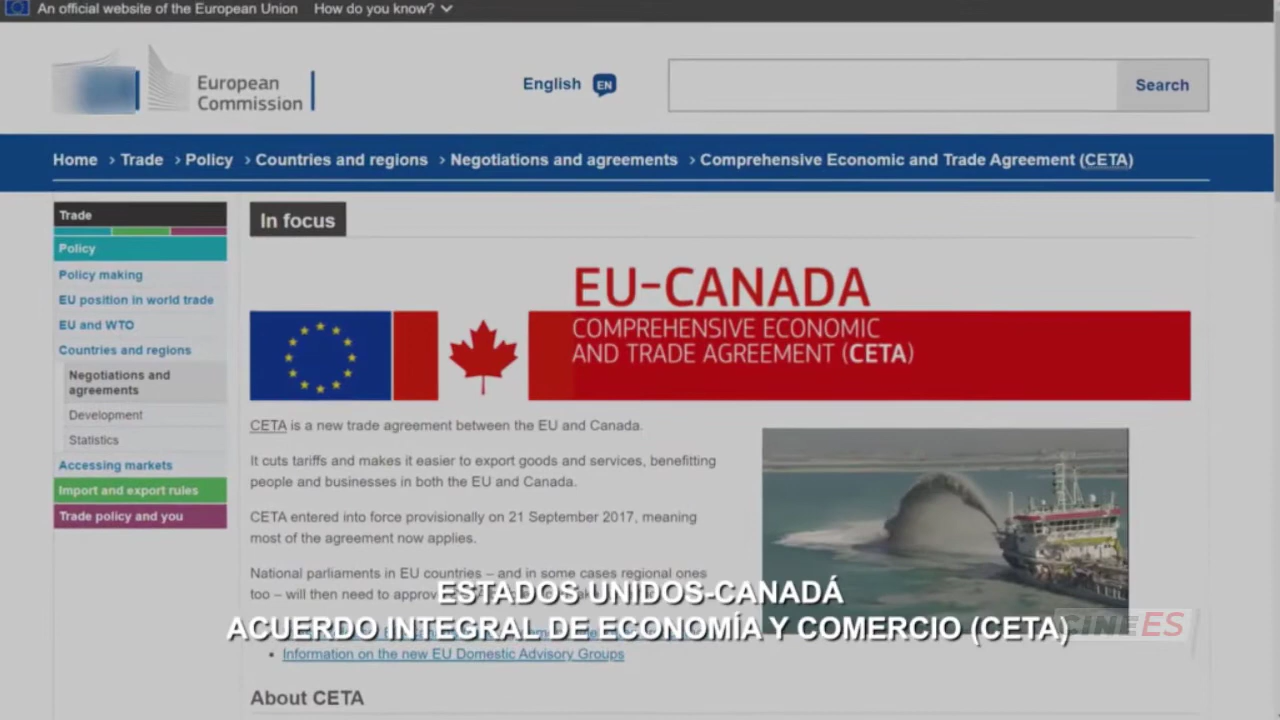 An official website of the European Union How do you know?
European
Commission
English EN
Search
Home > Trade > Policy > Countries and regions > Negotiations and agreements > Comprehensive Economic and Trade Agreement (CETA)
Trade
Policy
Policy making
EU position in world trade
EU and WTO
Countries and regions
Negotiations and
agreements
Development
Statistics
Accessing markets
Import and export rules
Trade policy and you
In focus
EU-CANADA
COMPREHENSIVE ECONOMIC
AND TRADE AGREEMENT (CETA)
CETA is a new trade agreement between the EU and Canada.
It cuts tariffs and makes it easier to export goods and services, benefitting
people and businesses in both the EU and Canada.
CETA entered into force provisionally on 21 September 2017, meaning
most of the agreement now applies.
National parliaments in EU countries – and in some cases regional ones
too – will then need to approve
ESTADOS UNIDOS-CANADÁ
ACUERDO INTEGRAL DE ECONOMÍA Y COMERCIO (CETA)
CINEES
• Information on the new EU Domestic Advisory Groups
About CETA